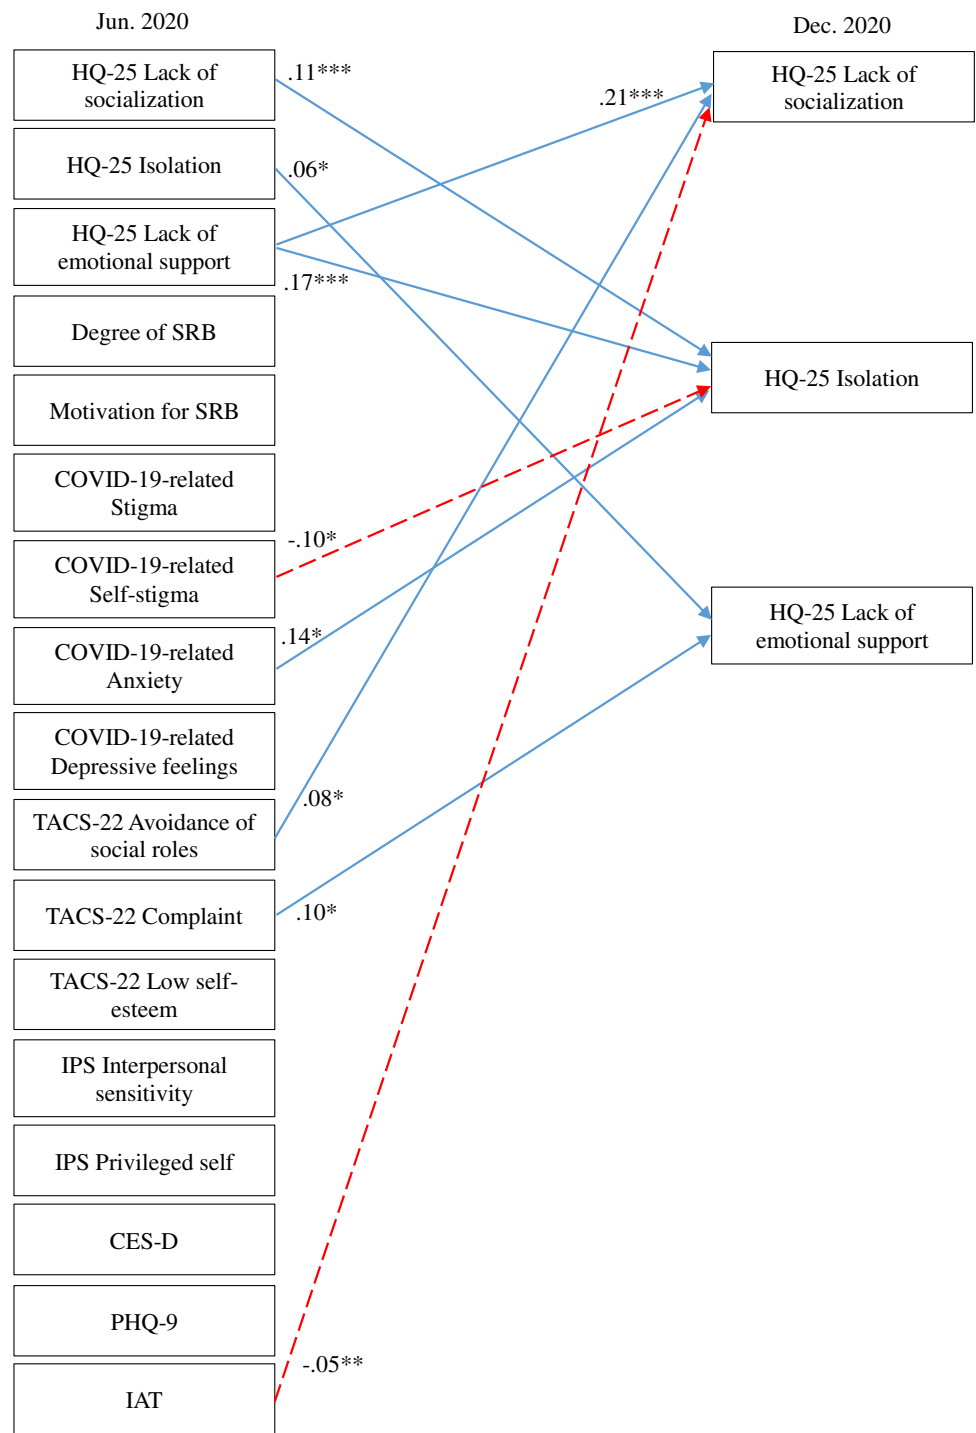 Jun. 2020
Dec. 2020
HQ-25 Lack of
socialization
.11***
.21***
HQ-25 Lack of
socialization
HQ-25 Isolation
.06*
HQ-25 Lack of
emotional support
.17***
Degree of SRB
HQ-25 Isolation
Motivation for SRB
COVID-19-related
Stigma
-.10*
COVID-19-related
Self-stigma
HQ-25 Lack of
emotional support
.14*
COVID-19-related
Anxiety
COVID-19-related
Depressive feelings
.08*
TACS-22 Avoidance of
social roles
TACS-22 Complaint
.10*
TACS-22 Low self-
esteem
IPS Interpersonal
sensitivity
IPS Privileged self
CES-D
PHQ-9
-.05**
IAT